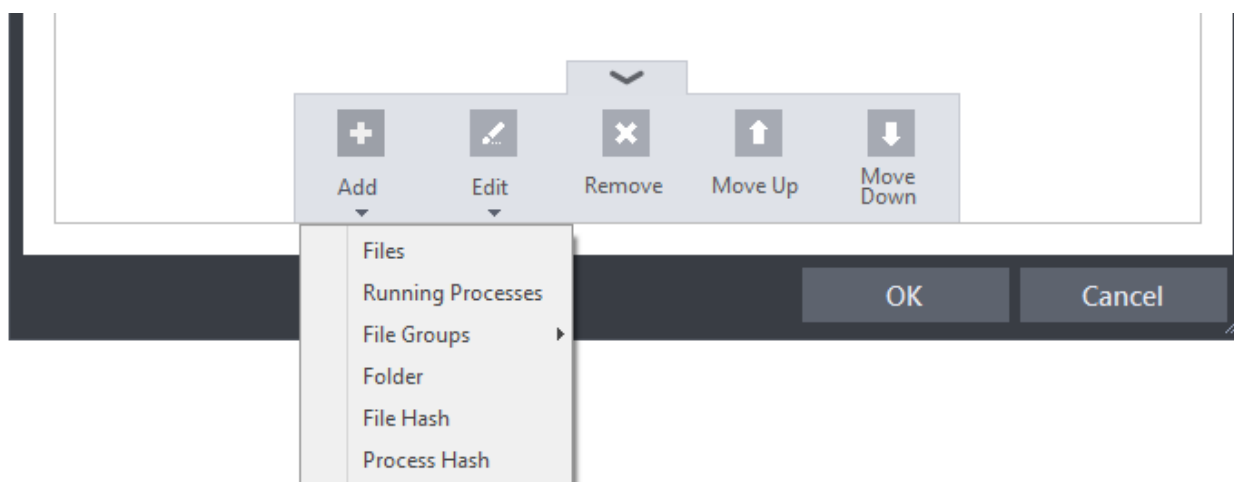 Add
Edit
Remove
Move Up
Move
Down
Files
Running Processes
File Groups
Folder
File Hash
Process Hash
OK
Cancel